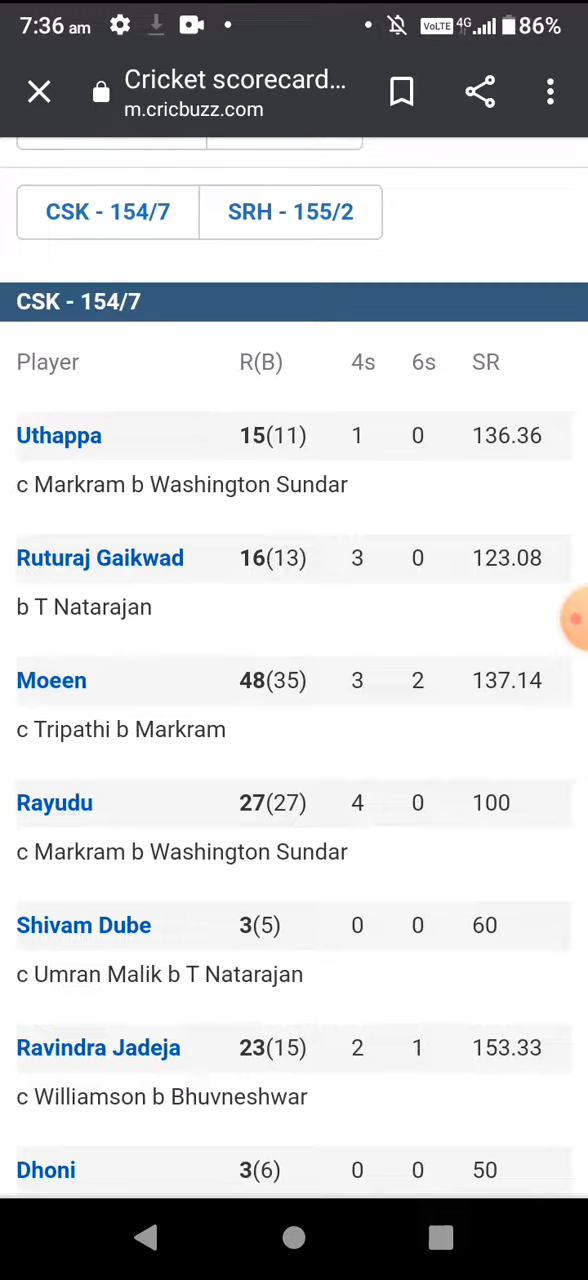 7:36 am VoLTE 4G 86%
Cricket scorecard...
m.cricbuzz.com
CSK - 154/7 SRH - 155/2
CSK - 154/7
Player R(B) 4s 6s SR
Uthappa 15(11) 1 0 136.36
c Markram b Washington Sundar
Ruturaj Gaikwad 16(13) 3 0 123.08
b T Natarajan
Moeen 48(35) 3 2 137.14
c Tripathi b Markram
Rayudu 27(27) 4 0 100
c Markram b Washington Sundar
Shivam Dube 3(5) 0 0 60
c Umran Malik b T Natarajan
Ravindra Jadeja 23(15) 2 1 153.33
c Williamson b Bhuvneshwar
Dhoni 3(6) 0 0 50